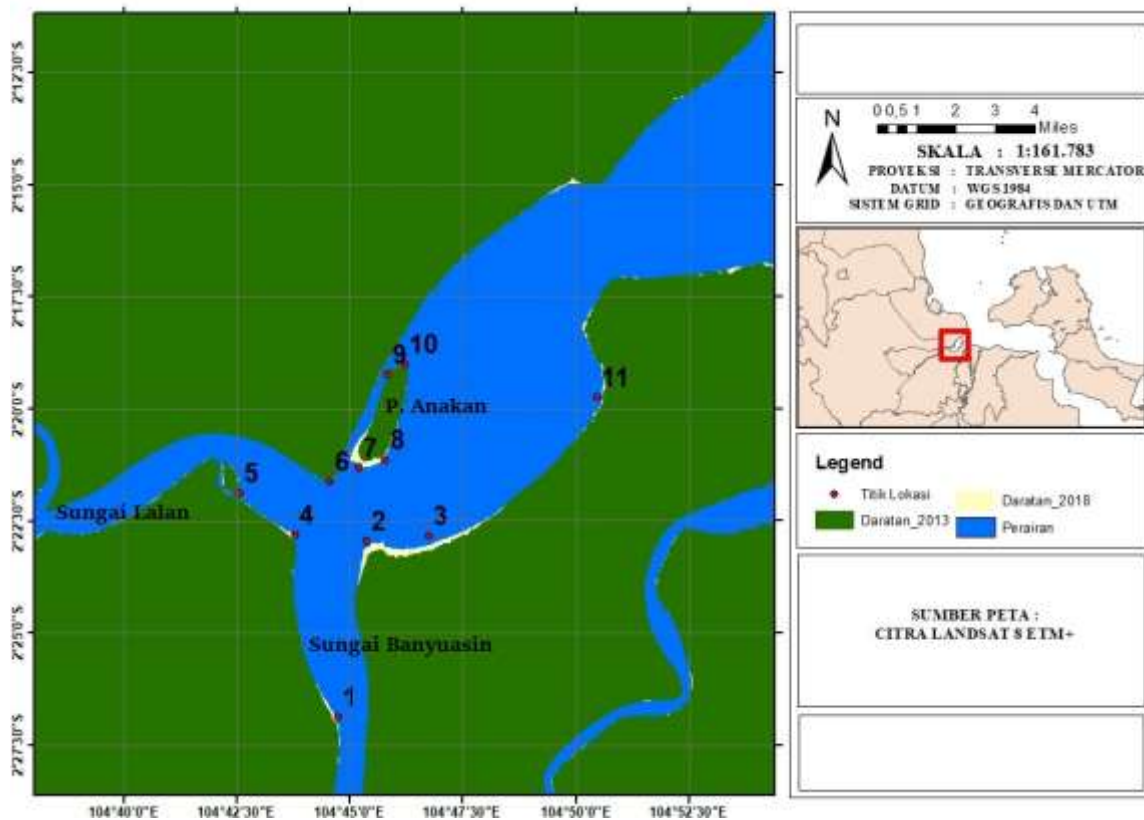 2°12'30"S
2°15'0"S
2°17'30"S
2°20'0"S
2°22'30"S
2°25'0"S
2°27'30"S
10
9
11
P. Anakan
8
7
6
5
Sungai Lalan
4
2
3
Sungai Banyuasin
1
104°40'0"E
104°42'30"E
104°45'0"E
104°47'30"E
104°50'0"E
104°52'30"E
N
0 0,5 1 2 3 4
Miles
SKALA : 1:161.783
PROYEKSI : TRANSVERSE MERCATOR
DATUM : WGS 1984
SISTEM GRID : GEOGRAFIS DAN UTM
Legend
Titik Lokasi
Daratan_2013
Daratan_2018
Perairan
SUMBER PETA :
CITRA LANDSAT 8 ETM+